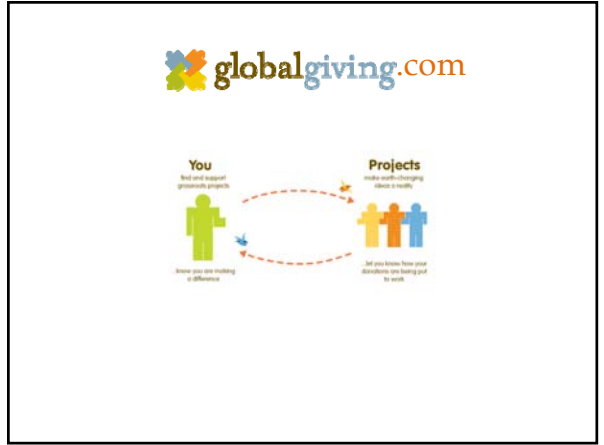 globalgiving.com
You
find and support
grassroots projects
Projects
make earth-changing
ideas a reality
...know you are making
a difference
...let you know how your
donations are being put
to work